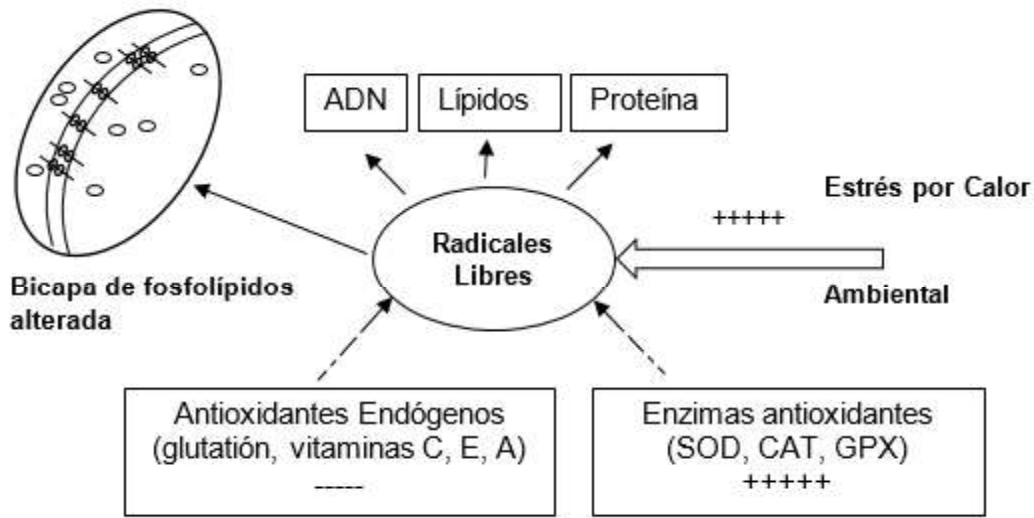 ADN
Lípidos
Proteína
Estrés por Calor
+++++
Radicales
Libres
Ambiental
Bicapa de fosfolípidos
alterada
Antioxidantes Endógenos
(glutatión, vitaminas C, E, A)
-----
Enzimas antioxidantes
(SOD, CAT, GPX)
+++++